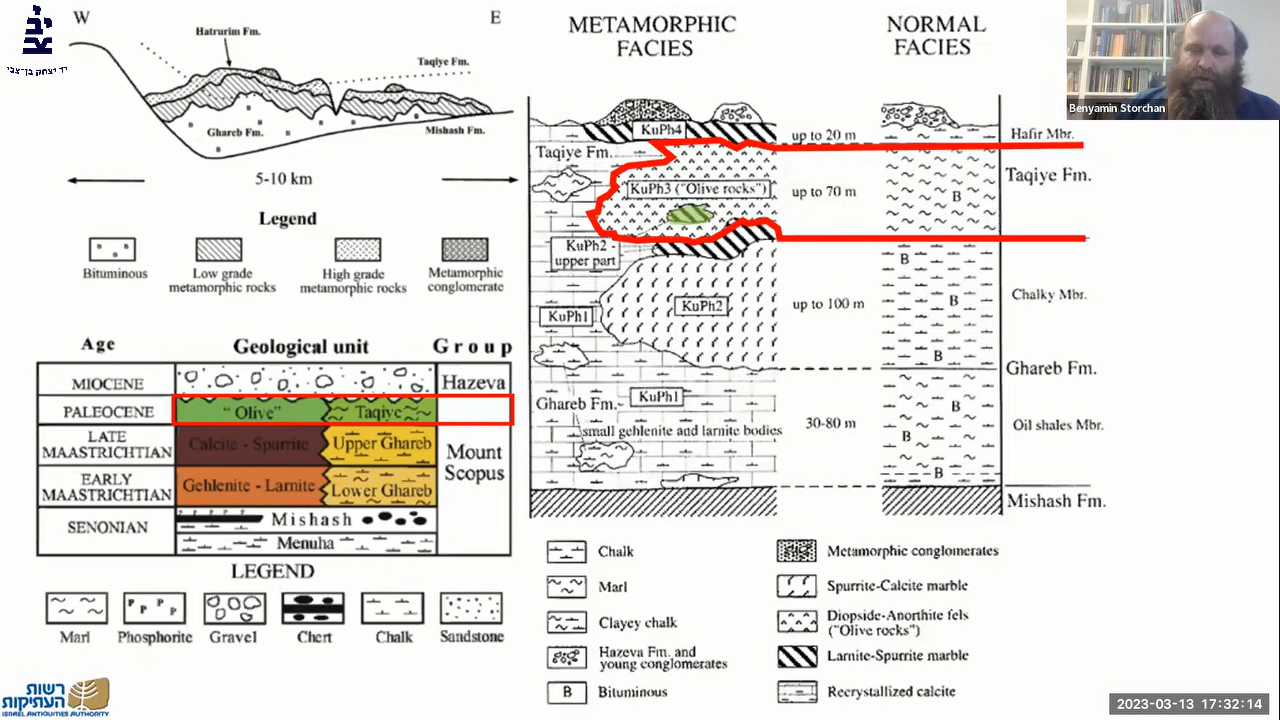 יד יצחק בן-צבי
W
E
Hatrurim Fm.
Taqiye Fm.
Ghareb Fm.
Mishash Fm.
B
B
B
B
B
B
5-10 km
Legend
Bituminous
Low grade
metamorphic rocks
High grade
metamorphic rocks
Metamorphic
conglomerate
Age
Geological unit
Group
MIOCENE
Hazeva
PALEOCENE
"Olive"
Taqiye
LATE
MAASTRICHTIAN
Calcite - Spurrite
Upper Ghareb
Mount
Scopus
EARLY
MAASTRICHTIAN
Gehlenite - Larnite
Lower Ghareb
SENONIAN
Mishash
Menuha
LEGEND
P P P P
Marl
Phosphorite
Gravel
Chert
Chalk
Sandstone
רשות
העתיקות
ISRAEL ANTIQUITIES AUTHORITY
METAMORPHIC
FACIES
NORMAL
FACIES
KuPh4
up to 20 m
Hafir Mbr.
Taqiye Fm.
KuPh3 ("Olive rocks")
up to 70 m
B
Taqiye Fm.
KuPh2 -
upper part
B
KuPh1
KuPh2
up to 100 m
B
Chalky Mbr.
B
Ghareb Fm.
Ghareb Fm.
KuPh1
small gehlenite and larnite bodies
30-80 m
B
B
B
Oil shales Mbr.
Mishash Fm.
Chalk
Marl
Clayey chalk
Hazeva Fm. and
young conglomerates
B
Bituminous
Metamorphic conglomerates
Spurrite-Calcite marble
Diopside-Anorthite fels
("Olive rocks")
Larnite-Spurrite marble
Recrystallized calcite
Benyamin Storchan
2023-03-13 17:32:14